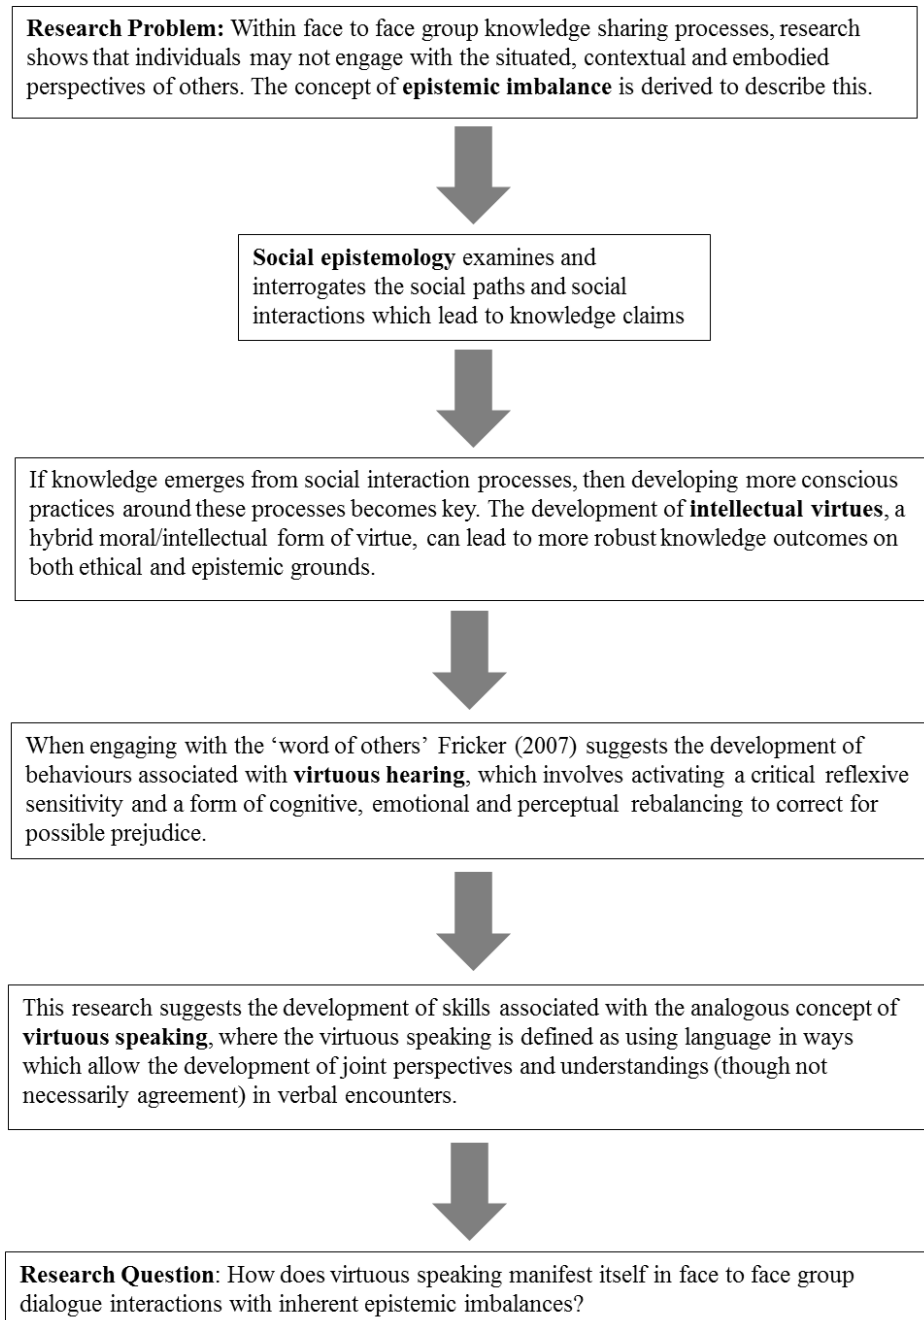 Research Problem: Within face to face group knowledge sharing processes, research
shows that individuals may not engage with the situated, contextual and embodied
perspectives of others. The concept of epistemic imbalance is derived to describe this.
Social epistemology examines and
interrogates the social paths and social
interactions which lead to knowledge claims
If knowledge emerges from social interaction processes, then developing more conscious
practices around these processes becomes key. The development of intellectual virtues, a
hybrid moral/intellectual form of virtue, can lead to more robust knowledge outcomes on
both ethical and epistemic grounds.
When engaging with the ‘word of others’ Fricker (2007) suggests the development of
behaviours associated with virtuous hearing, which involves activating a critical reflexive
sensitivity and a form of cognitive, emotional and perceptual rebalancing to correct for
possible prejudice.
This research suggests the development of skills associated with the analogous concept of
virtuous speaking, where the virtuous speaking is defined as using language in ways
which allow the development of joint perspectives and understandings (though not
necessarily agreement) in verbal encounters.
Research Question: How does virtuous speaking manifest itself in face to face group
dialogue interactions with inherent epistemic imbalances?